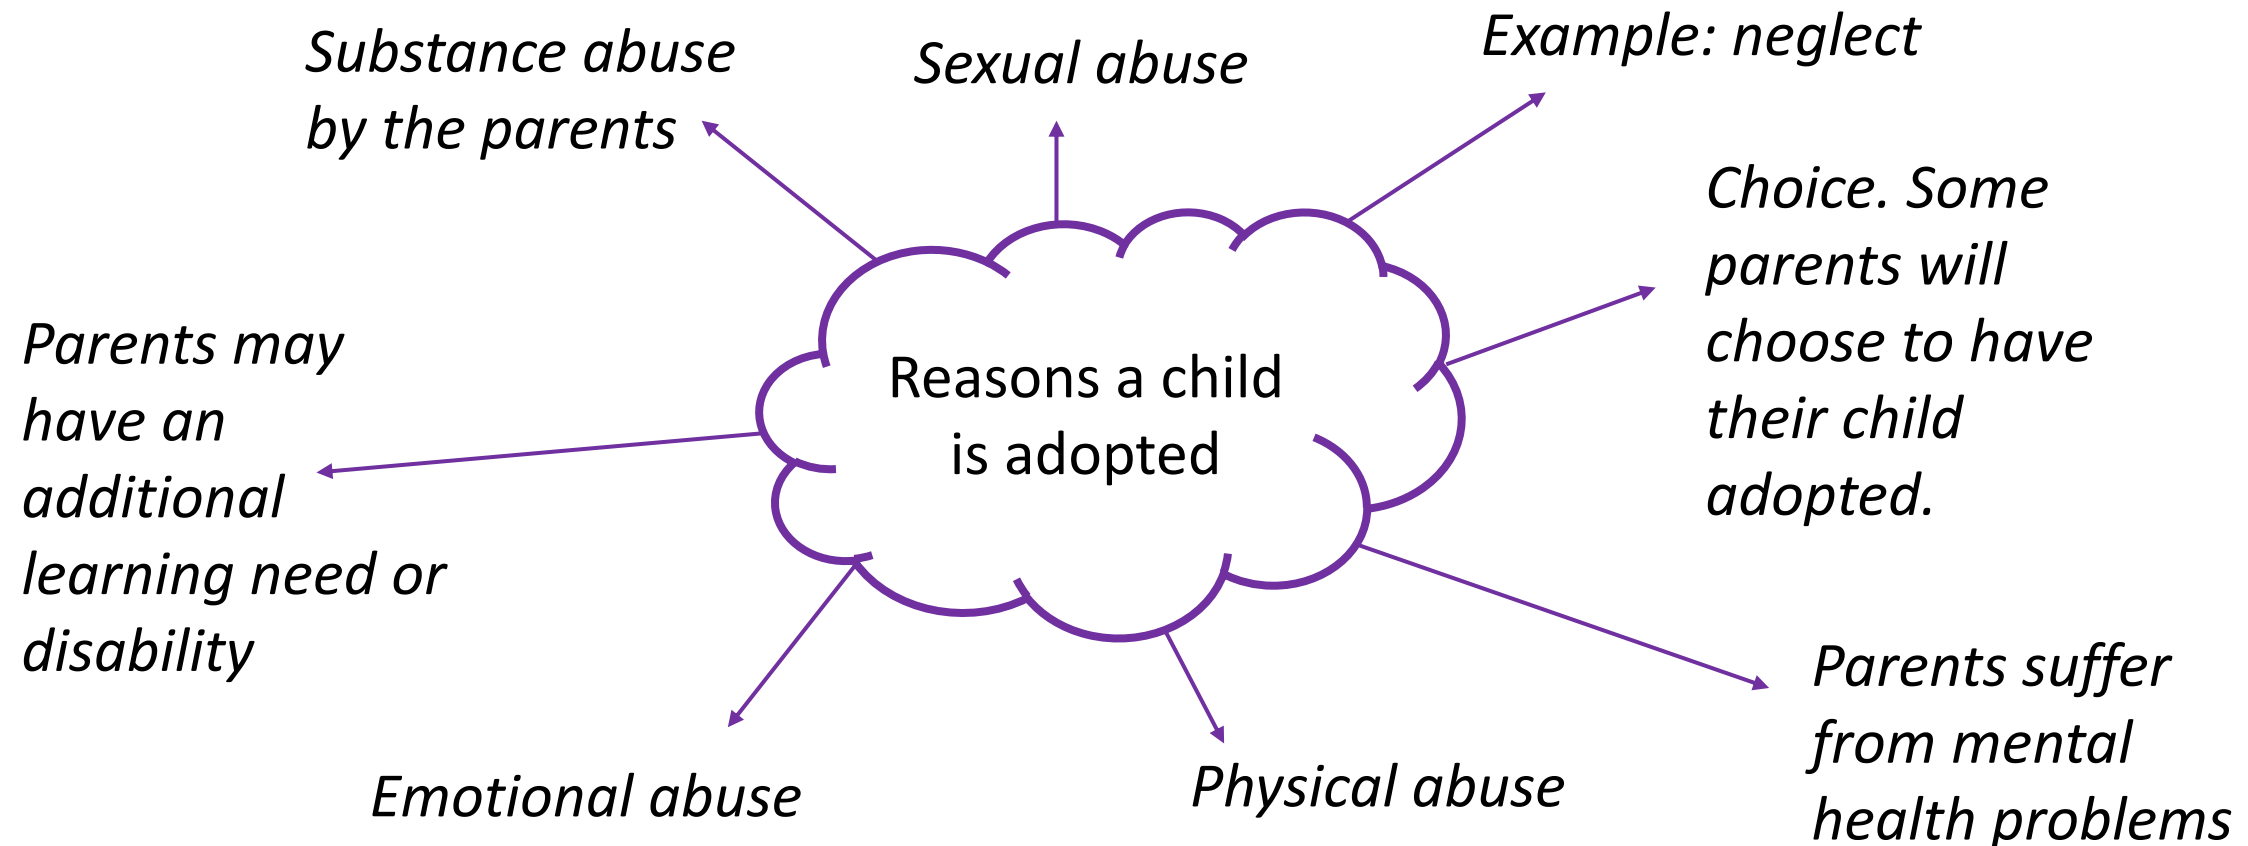 Substance abuse
by the parents
Sexual abuse
Example: neglect
Choice. Some
parents will
choose to have
their child
adopted.
Parents may
have an
additional
learning need or
disability
Reasons a child
is adopted
Parents suffer
from mental
health problems
Emotional abuse
Physical abuse